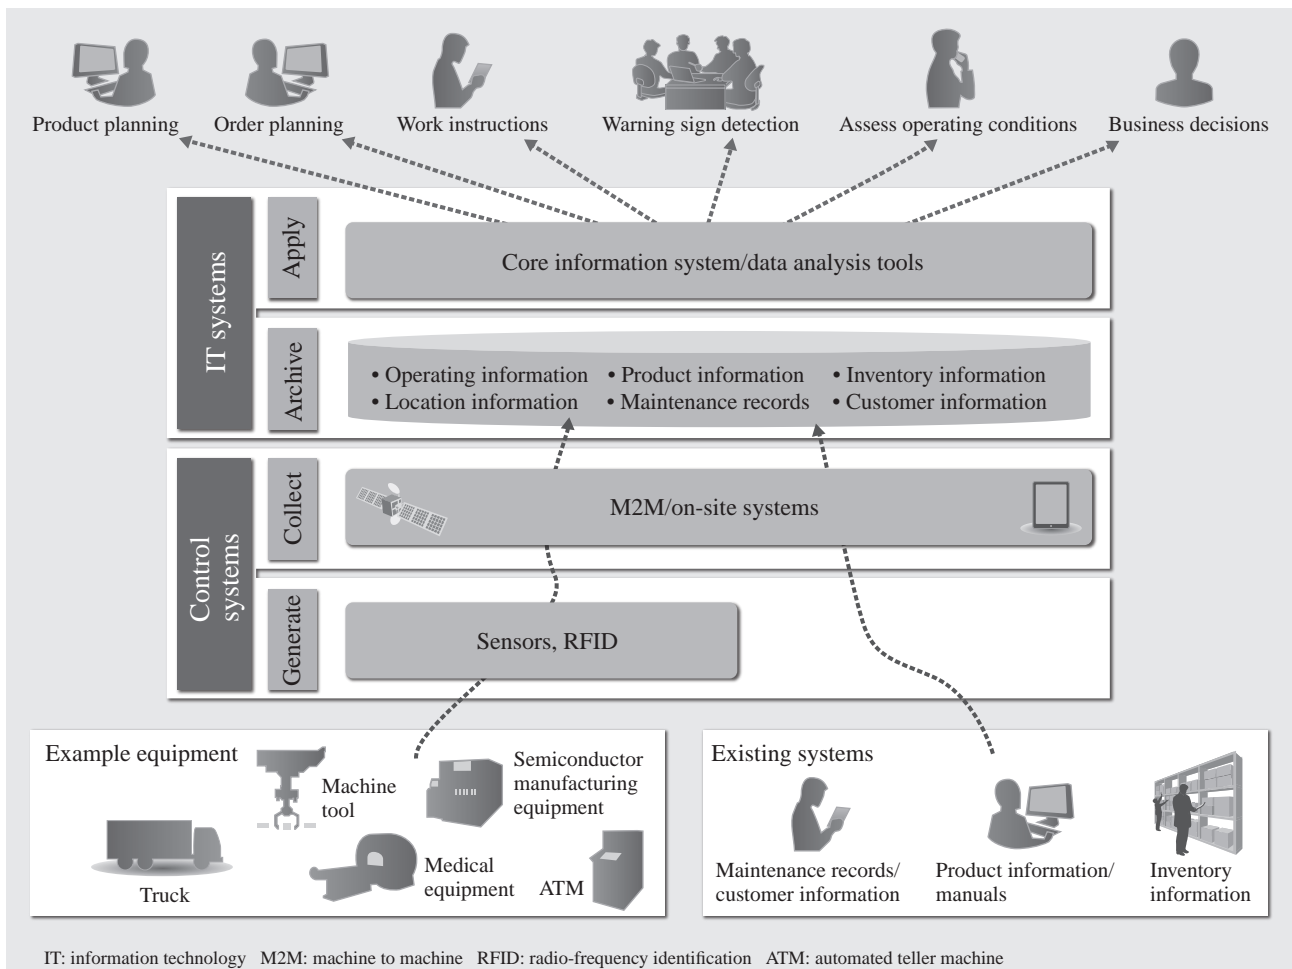 Product planning
Order planning
Work instructions
Warning sign detection
Assess operating conditions
Business decisions
IT systems
Apply
Core information system/data analysis tools
Archive
• Operating information • Product information • Inventory information
• Location information • Maintenance records • Customer information
Control
systems
Collect
M2M/on-site systems
Generate
Sensors, RFID
Example equipment
Machine
tool
Semiconductor
manufacturing
equipment
Truck
Medical
equipment
ATM
Existing systems
Maintenance records/
customer information
Product information/
manuals
Inventory
information
IT: information technology M2M: machine to machine RFID: radio-frequency identification ATM: automated teller machine